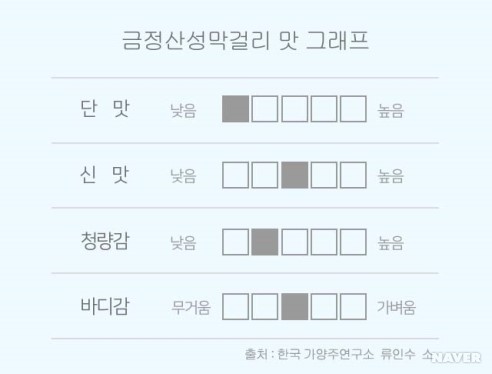 금정산성막걸리 맛 그래프
단 맛 낮음 높음
신 맛 낮음 높음
청량감 낮음 높음
바디감 무거움 가벼움
출처 : 한국 가양주연구소 류인수 소
NAVER